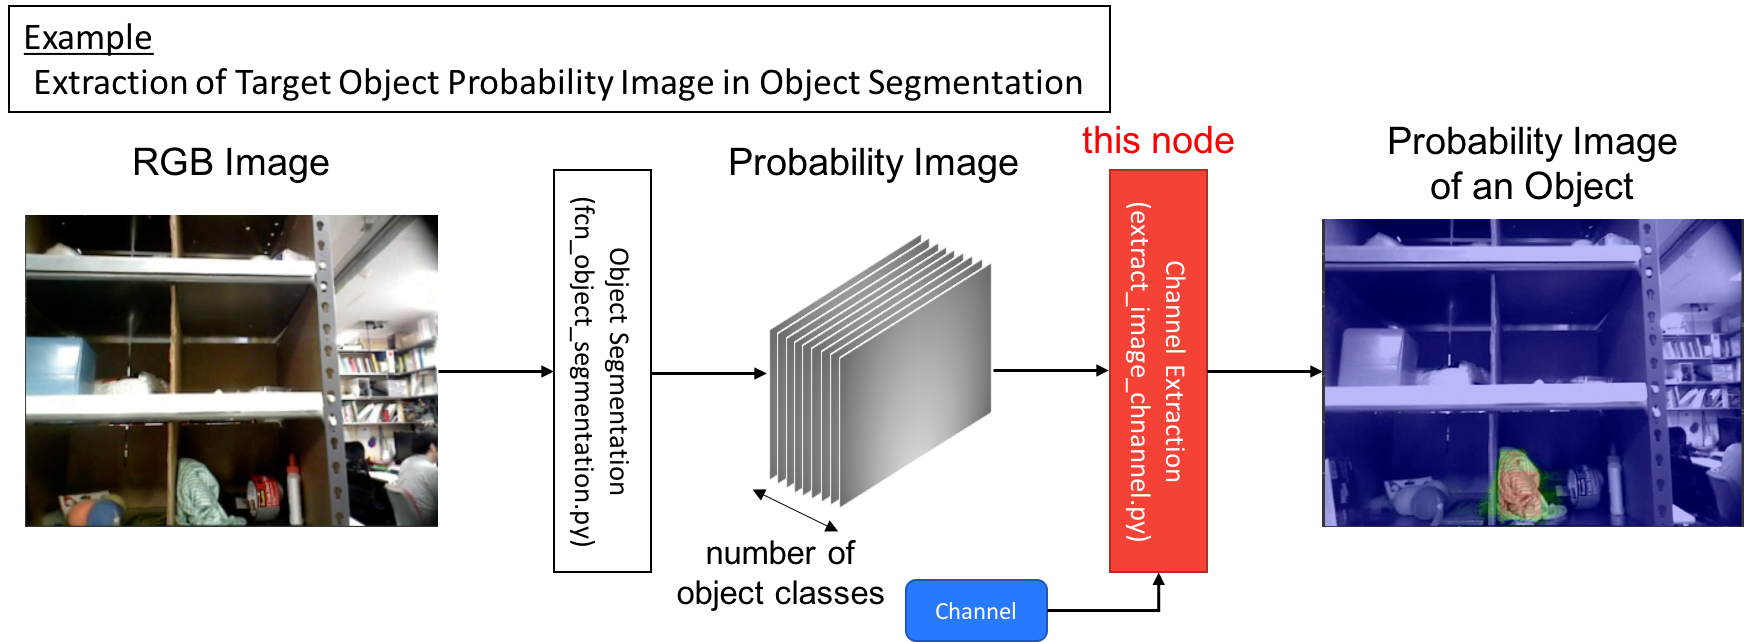 Example
Extraction of Target Object Probability Image in Object Segmentation
RGB Image
Object Segmentation
(fcn_object_segmentation.py)
Probability Image
number of
object classes
this node
Channel Extraction
(extract_image_chnannel.py)
Channel
Probability Image
of an Object